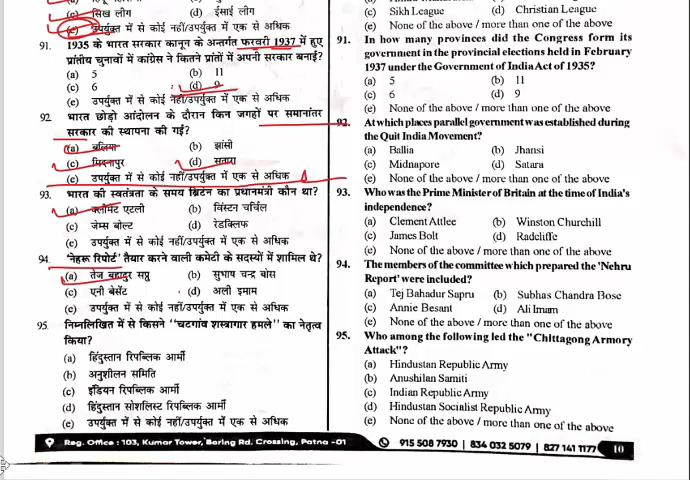 (c) सिख लीग (d) ईसाई लीग
(e) उपर्युक्त में से कोई नहीं/उपर्युक्त में से एक से अधिक
91. 1935 के भारत सरकार कानून के अन्तर्गत फरवरी 1937 में हुए
प्रांतीय चुनावों में कांग्रेस ने कितने प्रांतों में अपनी सरकार बनाई?
(a) 5 (b) 11
(c) 6 (d) 9
(e) उपर्युक्त में से कोई नहीं/उपर्युक्त में से एक से अधिक
92. भारत छोड़ो आंदोलन के दौरान किन जगहों पर समानांतर
सरकार की स्थापना की गई?
(a) बलिया (b) झांसी
(c) मिदनापुर (d) सतारा
(e) उपर्युक्त में से कोई नहीं/उपर्युक्त में से एक से अधिक
93. भारत की स्वतंत्रता के समय ब्रिटेन का प्रधानमंत्री कौन था?
(a) क्लीमेंट एटली (b) विंस्टन चर्चिल
(c) जेम्स बोल्ट (d) रेडक्लिफ
(e) उपर्युक्त में से कोई नहीं/उपर्युक्त में से एक से अधिक
94. 'नेहरू रिपोर्ट' तैयार करने वाली कमेटी के सदस्यों में शामिल थे?
(a) तेज बहादुर सप्रु (b) सुभाष चन्द्र बोस
(c) एनी बेसेंट (d) अली इमाम
(e) उपर्युक्त में से कोई नहीं/उपर्युक्त में से एक से अधिक
95. निम्नलिखित में से किसने "चटगांव शस्त्रागार हमले" का नेतृत्व
किया?
(a) हिंदुस्तान रिपब्लिक आर्मी
(b) अनुशीलन समिति
(c) इंडियन रिपब्लिक आर्मी
(d) हिंदुस्तान सोशलिस्ट रिपब्लिक आर्मी
(e) उपर्युक्त में से कोई नहीं/उपर्युक्त में से एक से अधिक
(c) Sikh League (d) Christian League
(e) None of the above / more than one of the above
91. In how many provinces did the Congress form its
government in the provincial elections held in February
1937 under the Government of India Act of 1935?
(a) 5 (b) 11
(c) 6 (d) 9
(e) None of the above / more than one of the above
92. At which places parallel government was established during
the Quit India Movement?
(a) Ballia (b) Jhansi
(c) Midnapore (d) Satara
(e) None of the above / more than one of the above
93. Who was the Prime Minister of Britain at the time of India's
independence?
(a) Clement Attlee (b) Winston Churchill
(c) James Bolt (d) Radcliffe
(e) None of the above / more than one of the above
94. The members of the committee which prepared the 'Nehru
Report' were included?
(a) Tej Bahadur Sapru (b) Subhas Chandra Bose
(c) Annie Besant (d) Ali Imam
(e) None of the above / more than one of the above
95. Who among the following led the "Chittagong Armory
Attack"?
(a) Hindustan Republic Army
(b) Anushilan Samiti
(c) Indian Republic Army
(d) Hindustan Socialist Republic Army
(e) None of the above / more than one of the above
Reg. Office : 103, Kumar Tower, Boring Rd. Crossing, Patna -01 915 508 7930 | 834 032 5079 | 827 141 1177 10